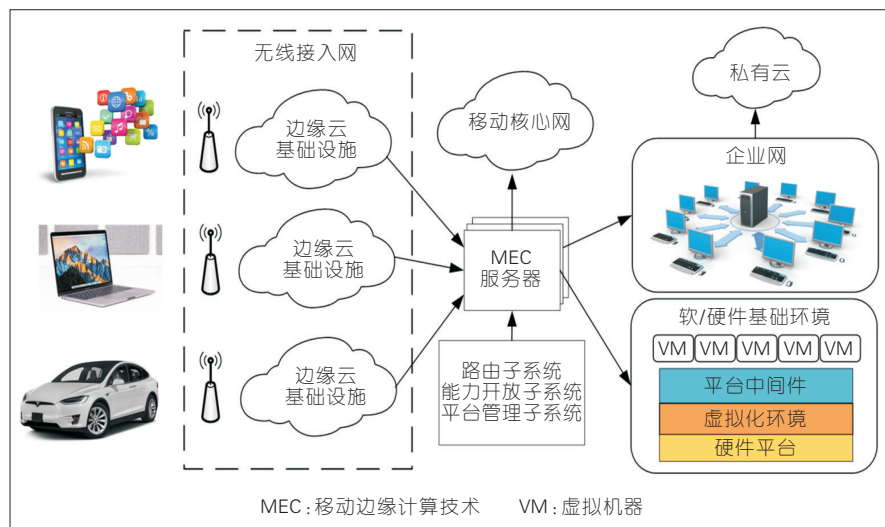 无线接入网
边缘云
基础设施
边缘云
基础设施
边缘云
基础设施
移动核心网
MEC
服务器
路由子系统
能力开放子系统
平台管理子系统
私有云
企业网
软/硬件基础环境
VM VM VM VM VM
平台中间件
虚拟化环境
硬件平台
MEC:移动边缘计算技术 VM:虚拟机器